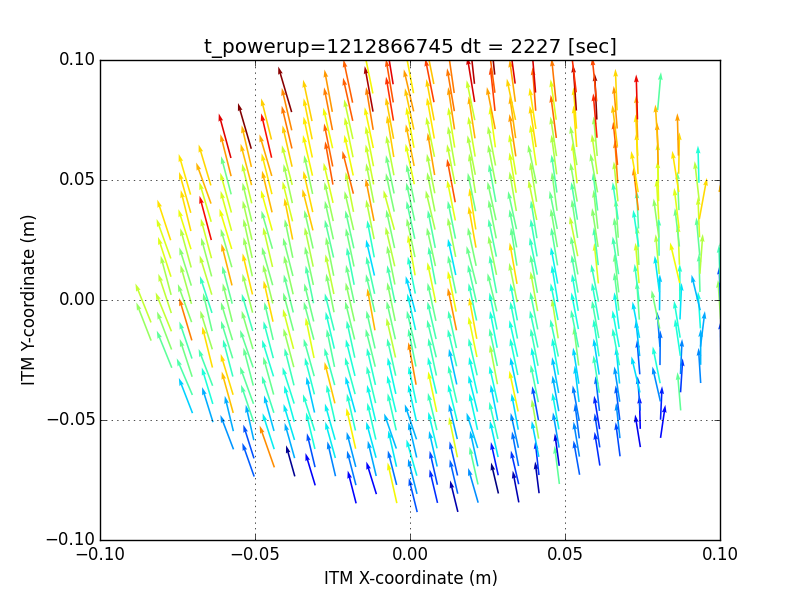 t_powerup=1212866745 dt = 2227 [sec]
0.10
0.05
0.00
−0.05
−0.10
ITM Y-coordinate (m)
−0.10 −0.05 0.00 0.05 0.10
ITM X-coordinate (m)